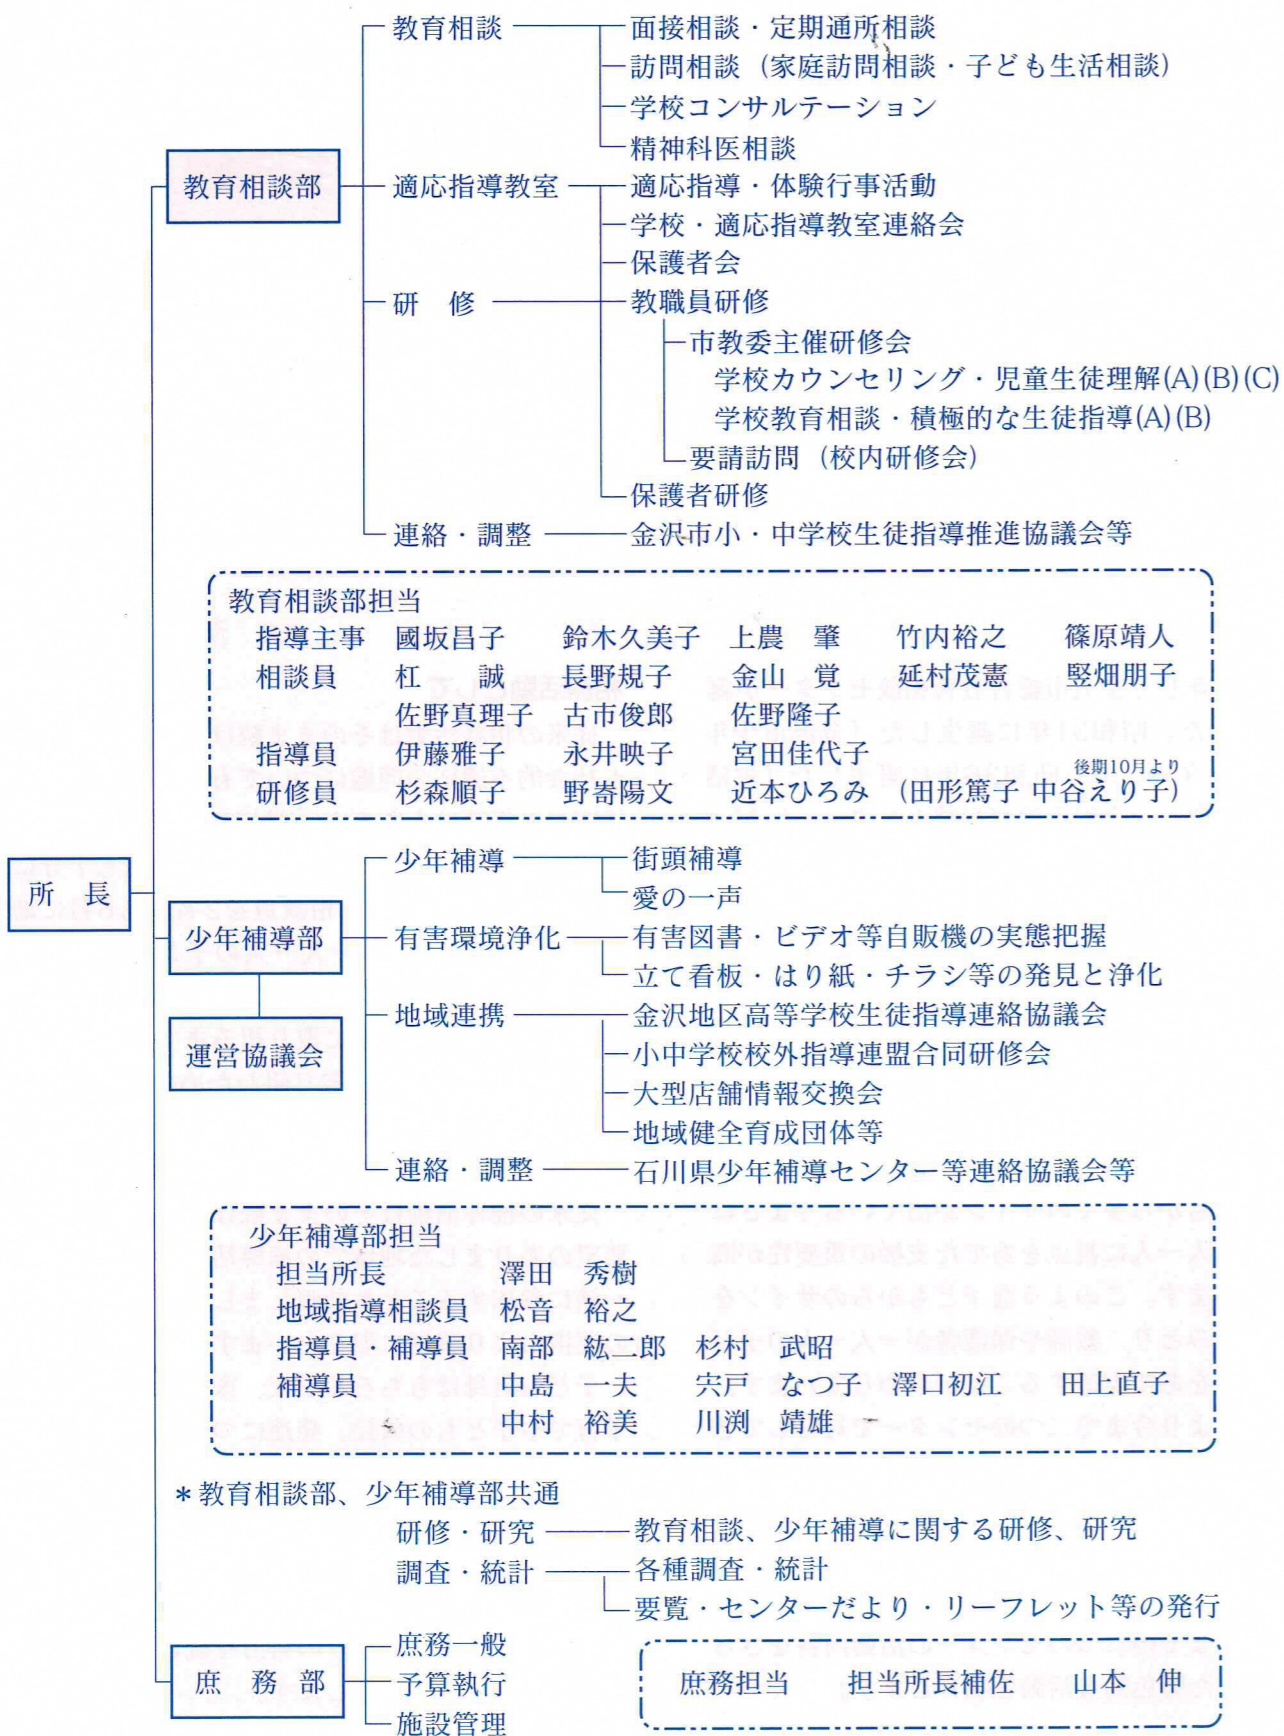 教育相談
面接相談・定期通所相談
訪問相談（家庭訪問相談・子ども生活相談）
学校コンサルテーション
精神科医相談
教育相談部
適応指導教室
適応指導・体験行事活動
学校・適応指導教室連絡会
保護者会
研　修
教職員研修
市教委主催研修会
学校カウンセリング・児童生徒理解(A)(B)(C)
学校教育相談・積極的な生徒指導(A)(B)
要請訪問（校内研修会）
保護者研修
連絡・調整
金沢市小・中学校生徒指導推進協議会等
教育相談部担当
指導主事　國坂昌子　鈴木久美子　上農　肇　竹内裕之　篠原靖人
相談員　杠　　誠　長野規子　金山　覚　延村茂憲　竪畑朋子
佐野真理子　古市俊郎　佐野隆子
指導員　伊藤雅子　永井映子　宮田佳代子
後期10月より
研修員　杉森順子　野寄陽文　近本ひろみ　（田形篤子 中谷えり子）
所　長
少年補導
街頭補導
愛の一声
少年補導部
有害環境浄化
有害図書・ビデオ等自販機の実態把握
立て看板・はり紙・チラシ等の発見と浄化
運営協議会
地域連携
金沢地区高等学校生徒指導連絡協議会
小中学校校外指導連盟合同研修会
大型店舗情報交換会
地域健全育成団体等
連絡・調整
石川県少年補導センター等連絡協議会等
少年補導部担当
担当所長　澤田　秀樹
地域指導相談員　松音　裕之
指導員・補導員　南部　紘二郎　杉村　武昭
補導員　中島　一夫　宍戸　なつ子　澤口初江　田上直子
中村　裕美　川渕　靖雄
＊教育相談部、少年補導部共通
研修・研究　教育相談、少年補導に関する研修、研究
調査・統計　各種調査・統計
要覧・センターだより・リーフレット等の発行
庶　務　部
庶務一般
予算執行
施設管理
庶務担当　担当所長補佐　山本　伸